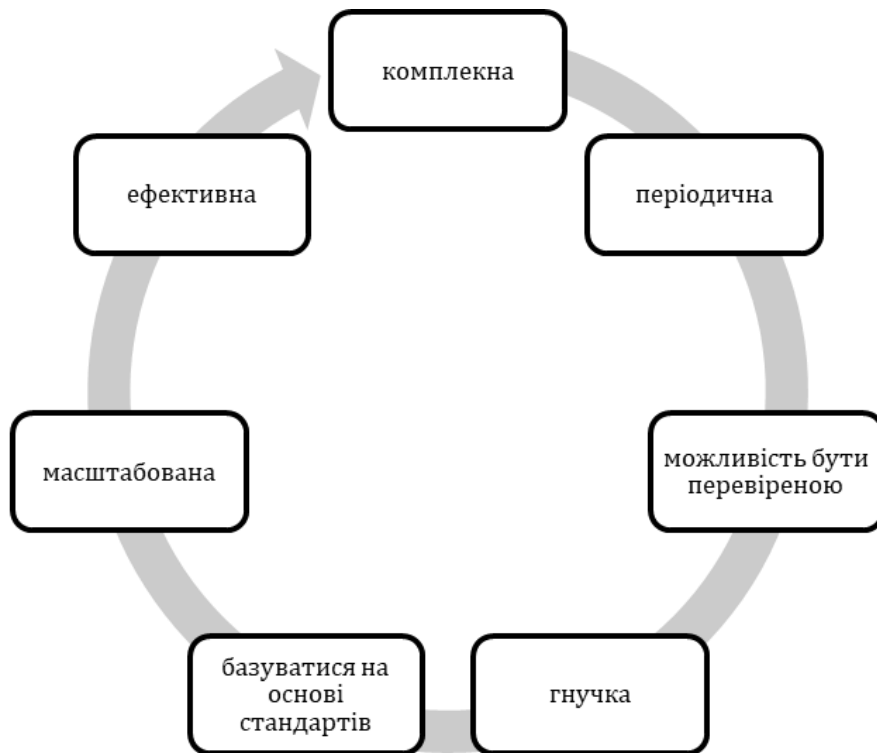 комплекна
періодична
можливість бути
перевіреною
гнучка
базуватися на
основі
стандартів
масштабована
ефективна